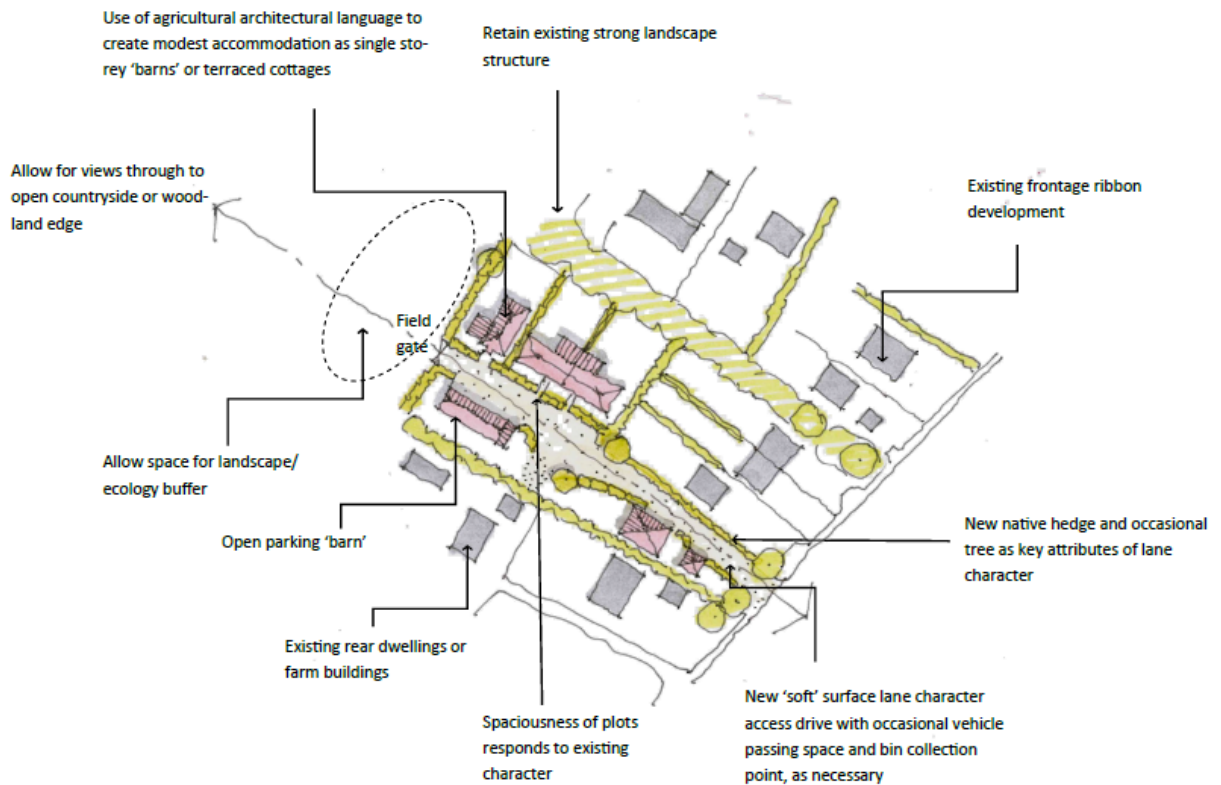 Use of agricultural architectural language to
create modest accommodation as single sto-
rey ‘barns’ or terraced cottages
Retain existing strong landscape
structure
Allow for views through to
open countryside or wood-
land edge
Existing frontage ribbon
development
Field
gate
Allow space for landscape/
ecology buffer
Open parking ‘barn’
New native hedge and occasional
tree as key attributes of lane
character
Existing rear dwellings or
farm buildings
Spaciousness of plots
responds to existing
character
New ‘soft’ surface lane character
access drive with occasional vehicle
passing space and bin collection
point, as necessary